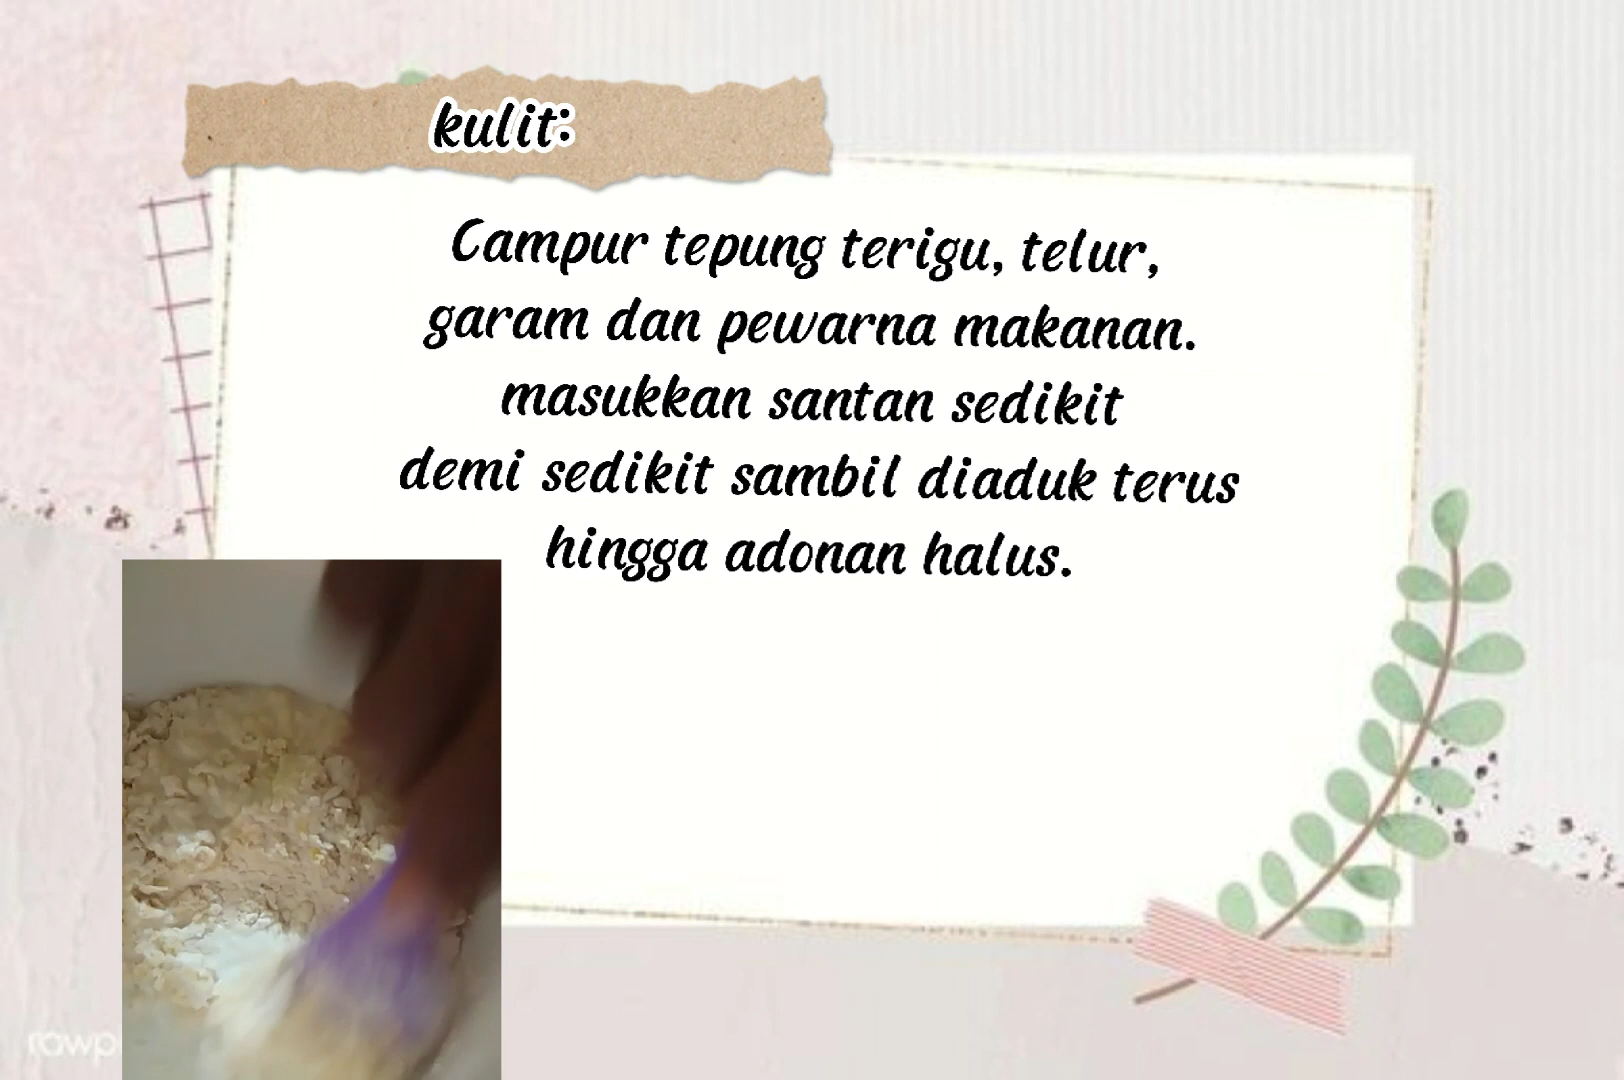 kulit:
Campur tepung terigu, telur,
garam dan pewarna makanan.
masukkan santan sedikit
demi sedikit sambil diaduk terus
hingga adonan halus.
rawp